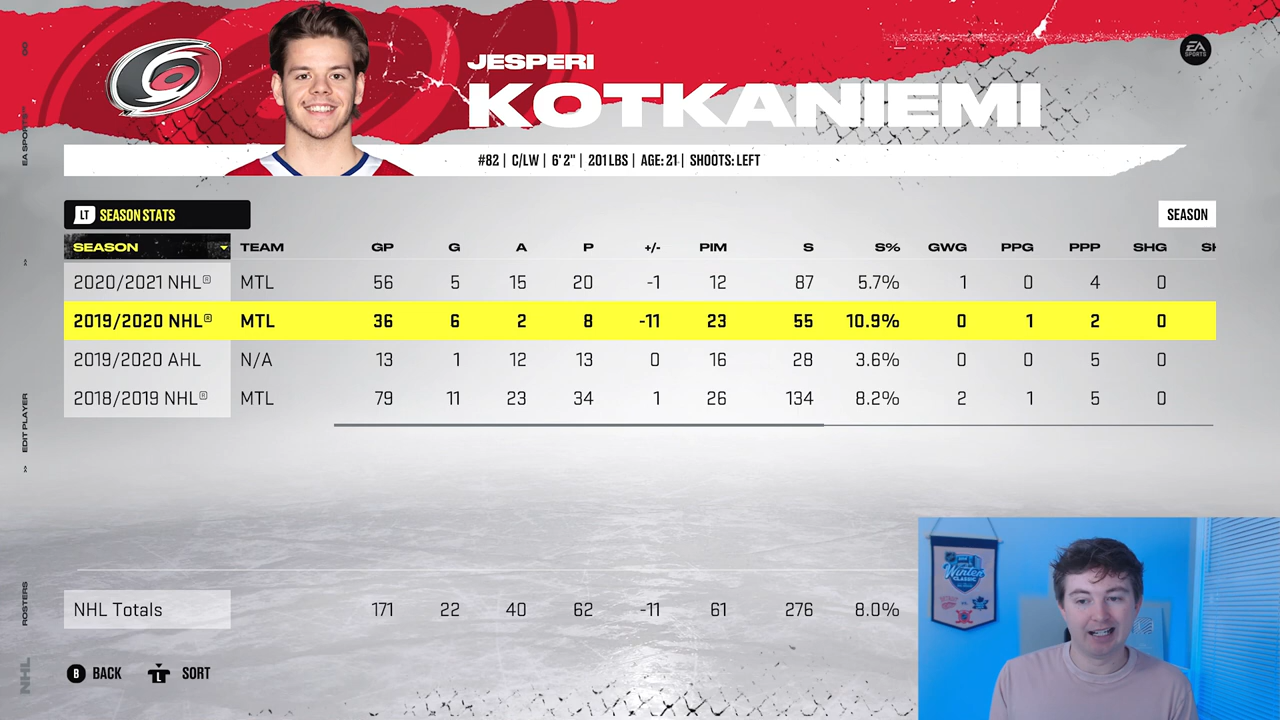 JESPERI
KOTKANIEMI
EA SPORTS
#82 | C/LW | 6' 2" | 201 LBS | AGE: 21 | SHOOTS: LEFT
LT SEASON STATS
SEASON
SEASON TEAM GP G A P +/- PIM S S% GWG PPG PPP SHG
2020/2021 NHL® MTL 56 5 15 20 -1 12 87 5.7% 1 0 4 0
2019/2020 NHL® MTL 36 6 2 8 -11 23 55 10.9% 0 1 2 0
2019/2020 AHL N/A 13 1 12 13 0 16 28 3.6% 0 0 5 0
2018/2019 NHL® MTL 79 11 23 34 1 26 134 8.2% 2 1 5 0
NHL Totals 171 22 40 62 -11 61 276 8.0%
B BACK L SORT
NHL
ROSTERS
>> EDIT PLAYER
>> EA SPORTS™
Winter
CLASSIC